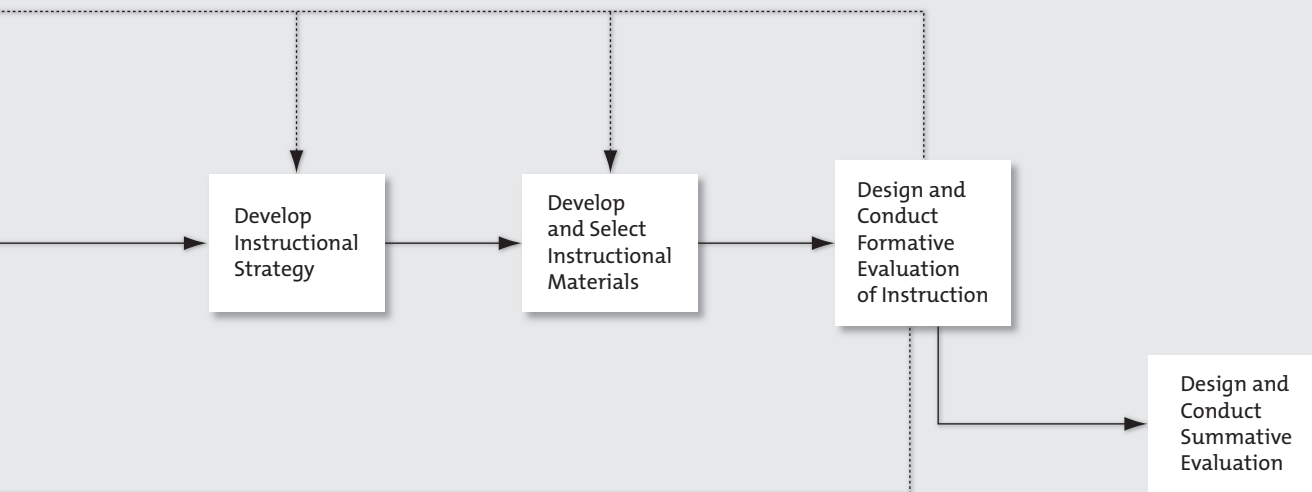 Develop
Instructional
Strategy
Develop
and Select
Instructional
Materials
Design and
Conduct
Formative
Evaluation
of Instruction
Design and
Conduct
Summative
Evaluation